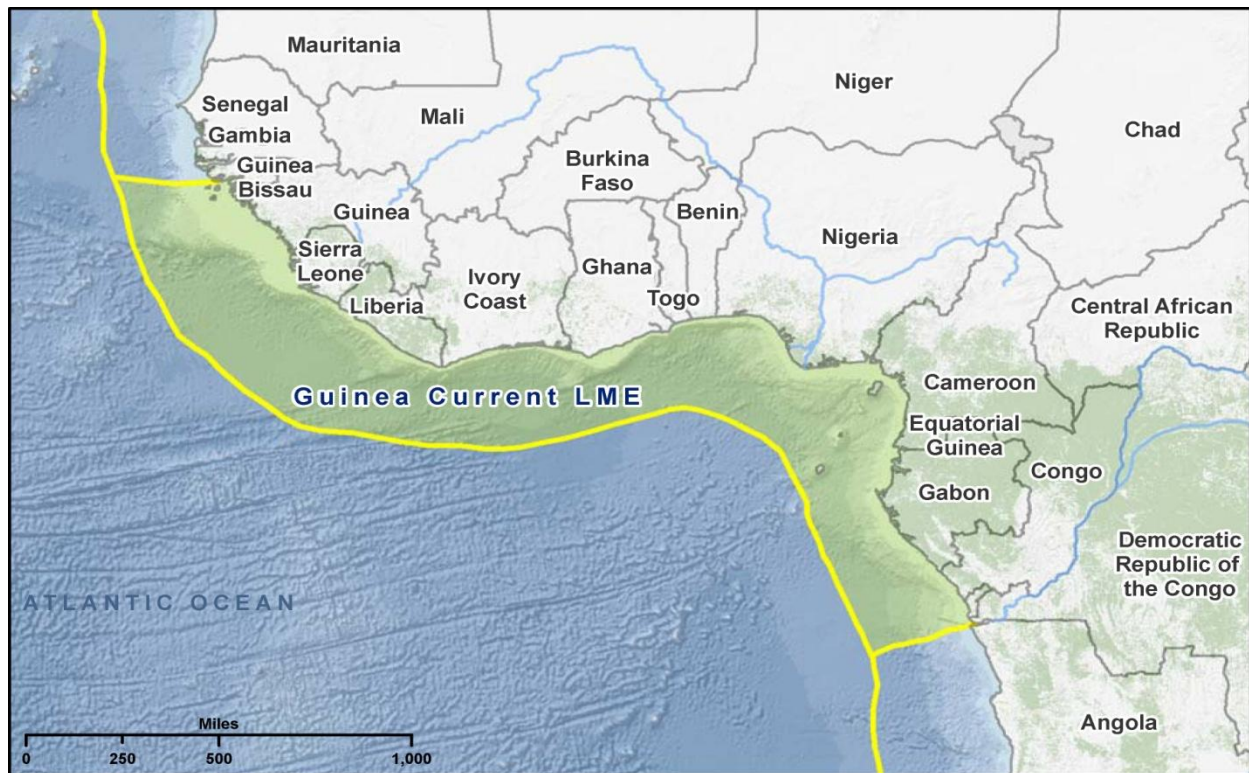 Mauritania
Niger
Senegal
Mali
Chad
Gambia
Burkina
Faso
Guinea
Bissau
Guinea
Benin
Nigeria
Sierra
Leone
Ghana
Ivory
Coast
Togo
Liberia
Central African
Republic
Guinea Current LME
Cameroon
Equatorial
Guinea
Congo
Gabon
Democratic
Republic of
the Congo
ATLANTIC OCEAN
Angola
Miles
0 250 500 1,000